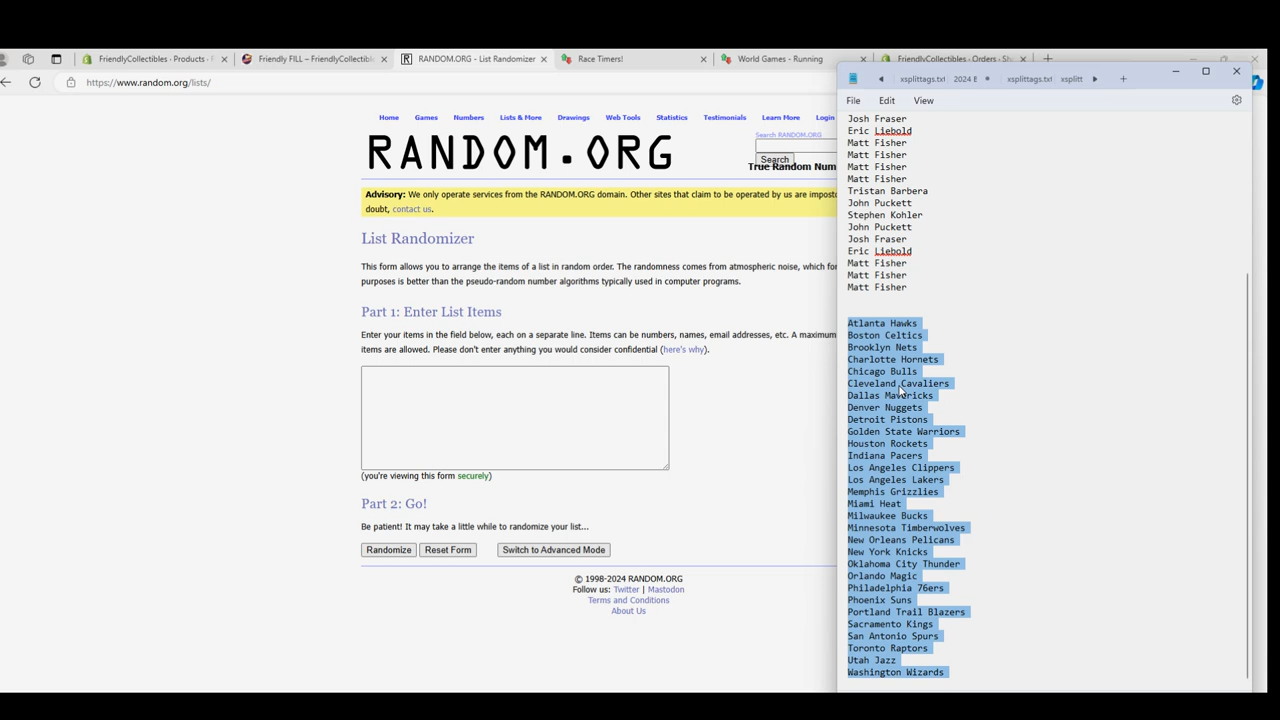 FriendlyCollectibles · Products · F
Friendly FILL – FriendlyCollectible
RANDOM.ORG - List Randomizer
Race Timers!
World Games - Running
FriendlyCollectibles · Orders · Sh
https://www.random.org/lists/
Home Games Numbers Lists & More Drawings Web Tools Statistics Testimonials Learn More Login
RANDOM.ORG
Search RANDOM.ORG
Search
True Random Num
Advisory: We only operate services from the RANDOM.ORG domain. Other sites that claim to be operated by us are impost
doubt, contact us.
List Randomizer
This form allows you to arrange the items of a list in random order. The randomness comes from atmospheric noise, which for
purposes is better than the pseudo-random number algorithms typically used in computer programs.
Part 1: Enter List Items
Enter your items in the field below, each on a separate line. Items can be numbers, names, email addresses, etc. A maximum
items are allowed. Please don't enter anything you would consider confidential (here's why).
(you're viewing this form securely)
Part 2: Go!
Be patient! It may take a little while to randomize your list...
Randomize Reset Form Switch to Advanced Mode
© 1998-2024 RANDOM.ORG
Follow us: Twitter | Mastodon
Terms and Conditions
About Us
xsplittags.txt 2024 B xsplittags.txt xsplitt
File Edit View
Josh Fraser
Eric Liebold
Matt Fisher
Matt Fisher
Matt Fisher
Matt Fisher
Tristan Barbera
John Puckett
Stephen Kohler
John Puckett
Josh Fraser
Eric Liebold
Matt Fisher
Matt Fisher
Matt Fisher
Atlanta Hawks
Boston Celtics
Brooklyn Nets
Charlotte Hornets
Chicago Bulls
Cleveland Cavaliers
Dallas Mavericks
Denver Nuggets
Detroit Pistons
Golden State Warriors
Houston Rockets
Indiana Pacers
Los Angeles Clippers
Los Angeles Lakers
Memphis Grizzlies
Miami Heat
Milwaukee Bucks
Minnesota Timberwolves
New Orleans Pelicans
New York Knicks
Oklahoma City Thunder
Orlando Magic
Philadelphia 76ers
Phoenix Suns
Portland Trail Blazers
Sacramento Kings
San Antonio Spurs
Toronto Raptors
Utah Jazz
Washington Wizards